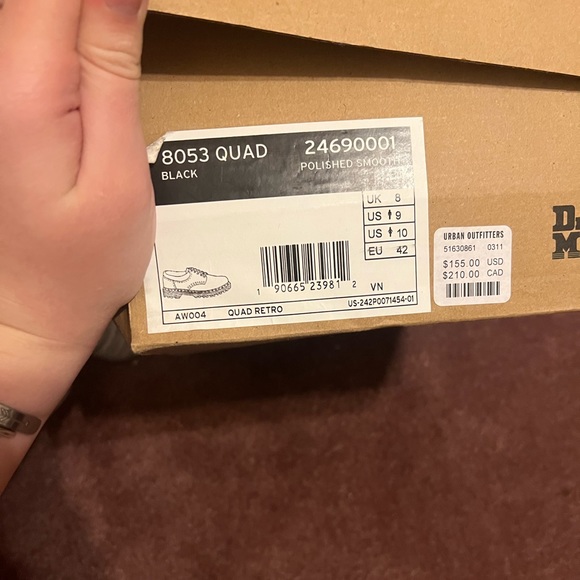 8053 QUAD 24690001
BLACK POLISHED SMOOTH
UK 8
US 9
US 10
EU 42
1 90665 23981 2 VN
US-242P0071454-01
AW004 QUAD RETRO
URBAN OUTFITTERS
51630861 0311
$155.00 USD
$210.00 CAD